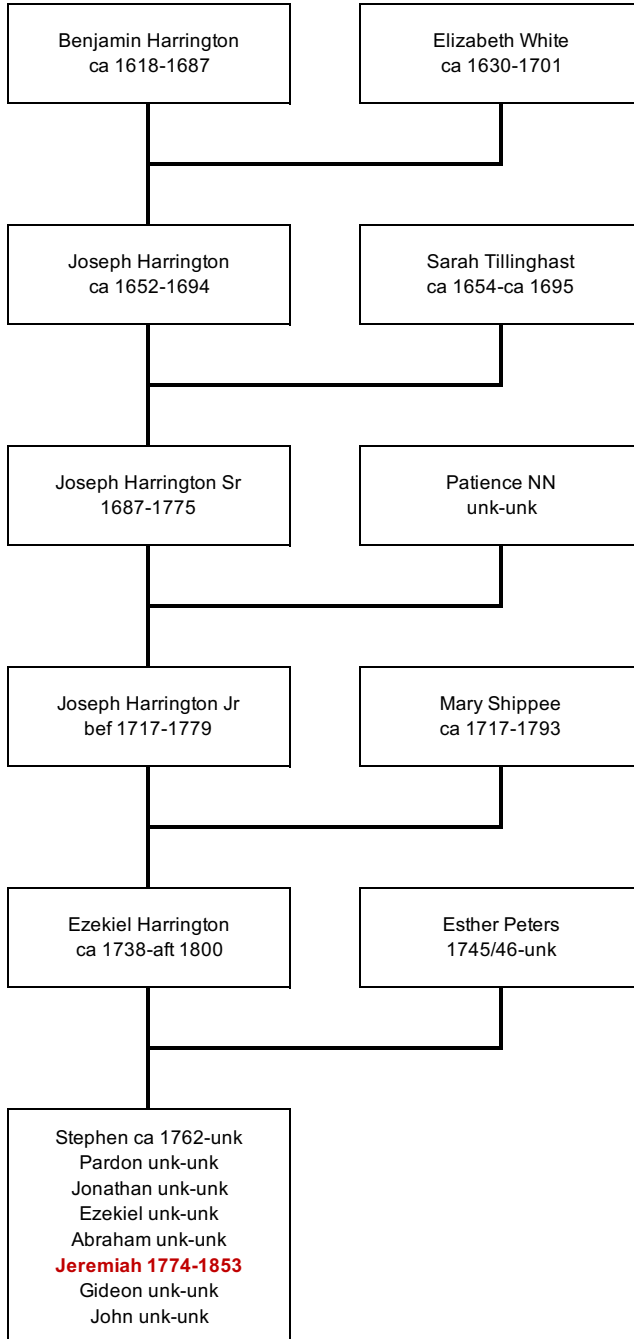 Benjamin Harrington
ca 1618-1687
Elizabeth White
ca 1630-1701
Joseph Harrington
ca 1652-1694
Sarah Tillinghast
ca 1654-ca 1695
Joseph Harrington Sr
1687-1775
Patience NN
unk-unk
Joseph Harrington Jr
bef 1717-1779
Mary Shippee
ca 1717-1793
Ezekiel Harrington
ca 1738-aft 1800
Esther Peters
1745/46-unk
Stephen ca 1762-unk
Pardon unk-unk
Jonathan unk-unk
Ezekiel unk-unk
Abraham unk-unk
Jeremiah 1774-1853
Gideon unk-unk
John unk-unk